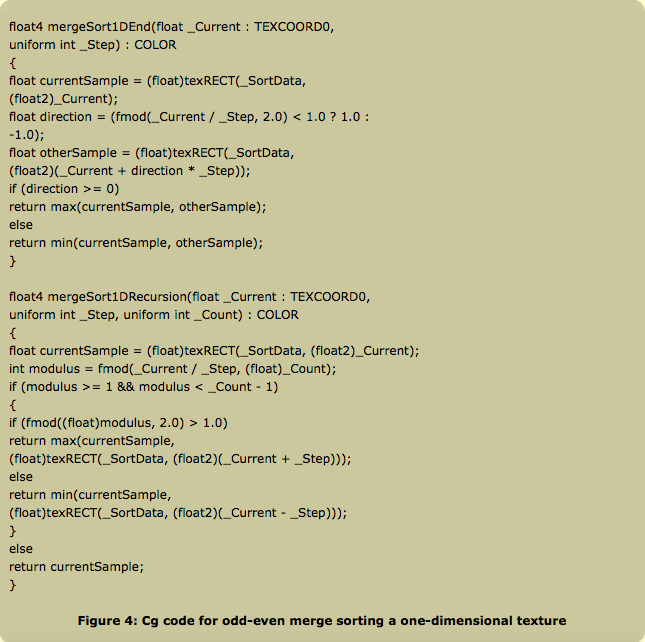 float4 mergeSort1DEnd(float _Current : TEXCOORD0,
uniform int _Step) : COLOR
{
float currentSample = (float)texRECT(_SortData,
(float2)_Current);
float direction = (fmod(_Current / _Step, 2.0) < 1.0 ? 1.0 :
-1.0);
float otherSample = (float)texRECT(_SortData,
(float2)(_Current + direction * _Step));
if (direction >= 0)
return max(currentSample, otherSample);
else
return min(currentSample, otherSample);
}

float4 mergeSort1DRecursion(float _Current : TEXCOORD0,
uniform int _Step, uniform int _Count) : COLOR
{
float currentSample = (float)texRECT(_SortData, (float2)_Current);
int modulus = fmod(_Current / _Step, (float)_Count);
if (modulus >= 1 && modulus < _Count - 1)
{
if (fmod((float)modulus, 2.0) > 1.0)
return max(currentSample,
(float)texRECT(_SortData, (float2)(_Current + _Step)));
else
return min(currentSample,
(float)texRECT(_SortData, (float2)(_Current - _Step)));
}
else
return currentSample;
}

Figure 4: Cg code for odd-even merge sorting a one-dimensional texture